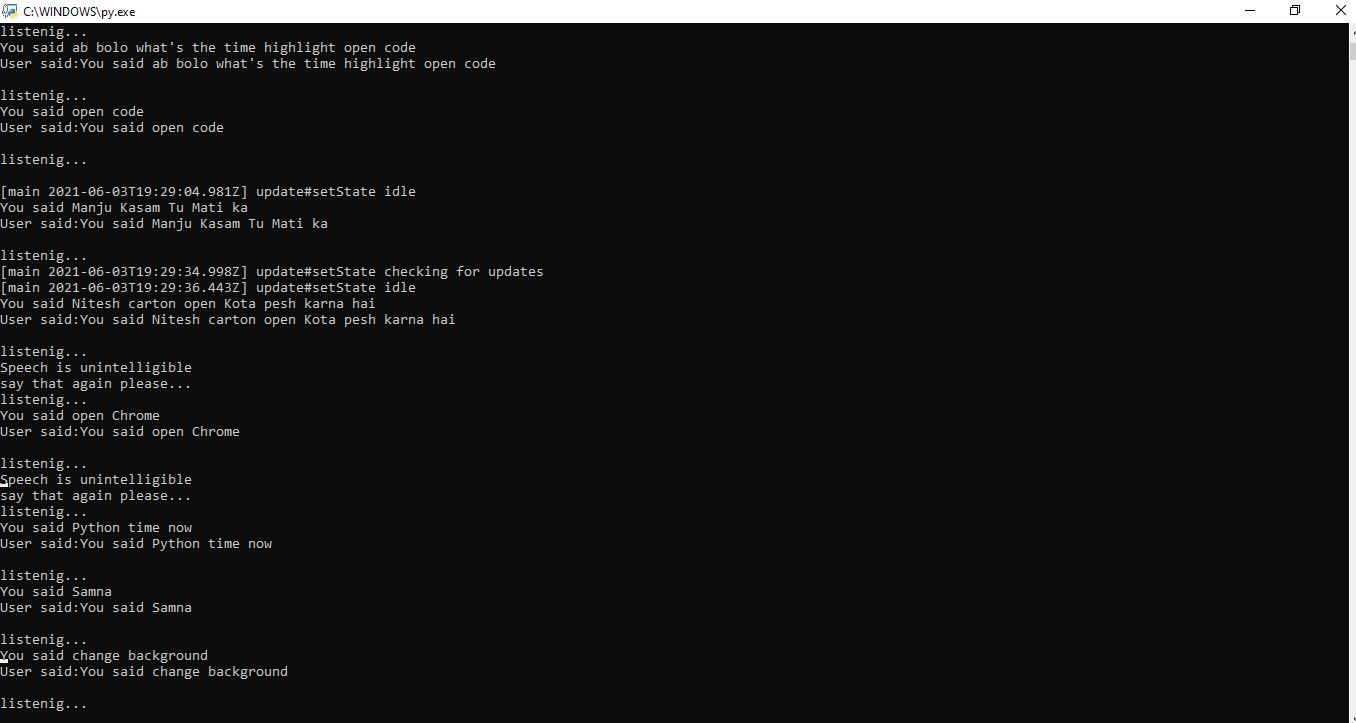 C:\WINDOWS\py.exe
listenig...
You said ab bolo what's the time highlight open code
User said:You said ab bolo what's the time highlight open code
listenig...
You said open code
User said:You said open code
listenig...
[main 2021-06-03T19:29:04.981Z] update#setState idle
You said Manju Kasam Tu Mati ka
User said:You said Manju Kasam Tu Mati ka
listenig...
[main 2021-06-03T19:29:34.998Z] update#setState checking for updates
[main 2021-06-03T19:29:36.443Z] update#setState idle
You said Nitesh carton open Kota pesh karna hai
User said:You said Nitesh carton open Kota pesh karna hai
listenig...
Speech is unintelligible
say that again please...
listenig...
You said open Chrome
User said:You said open Chrome
listenig...
Speech is unintelligible
say that again please...
listenig...
You said Python time now
User said:You said Python time now
listenig...
You said Samna
User said:You said Samna
listenig...
You said change background
User said:You said change background
listenig...